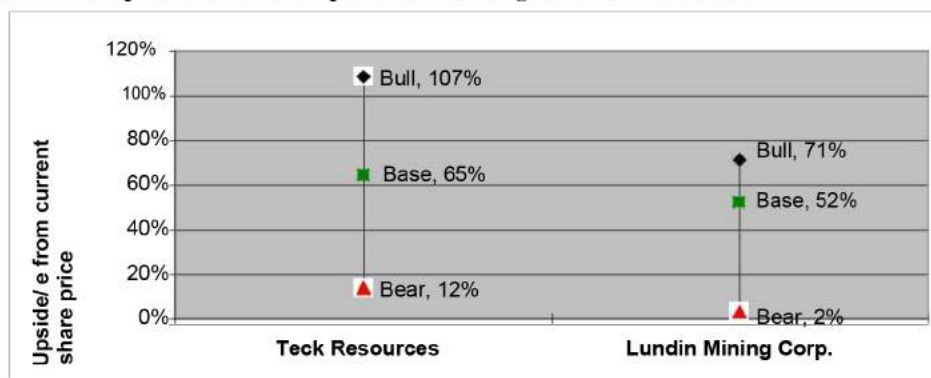 120%
Bull, 107%
100%
80%
Bull, 71%
Base, 65%
60%
Base, 52%
40%
20%
Bear, 12%
0%
Bear, 2%
Upside/ e from current
share price
Teck Resources
Lundin Mining Corp.